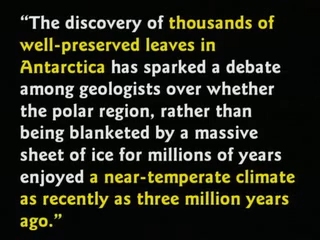 “The discovery of thousands of
well-preserved leaves in
Antarctica has sparked a debate
among geologists over whether
the polar region, rather than
being blanketed by a massive
sheet of ice for millions of years
enjoyed a near-temperate climate
as recently as three million years
ago.”